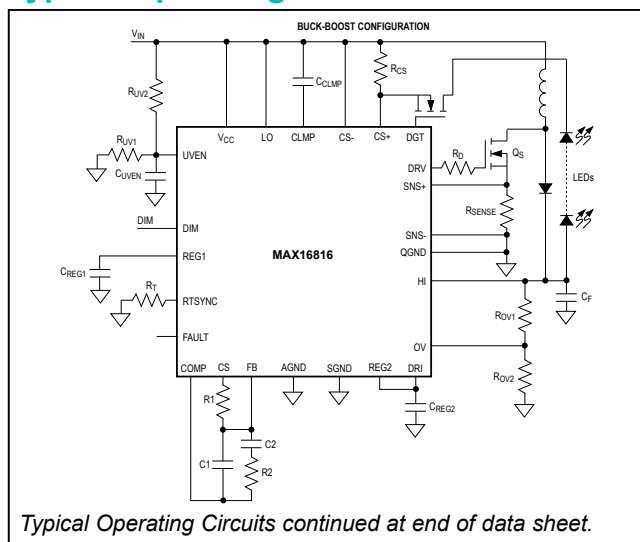 BUCK-BOOST CONFIGURATION
VIN
RUV2
RUV1
CUVEN
CCLMP
RCS
VCC
LO
CLMP
CS-
CS+
DGT
UVEN
DIM
DIM
REG1
CREG1
RT
RTSYNC
FAULT
MAX16816
DRV
RD
QS
SNS+
RSENSE
SNS-
QGND
LEDs
HI
CF
ROV1
OV
ROV2
COMP
CS
FB
AGND
SGND
REG2
DRI
CREG2
R1
C2
C1
R2
Typical Operating Circuits continued at end of data sheet.